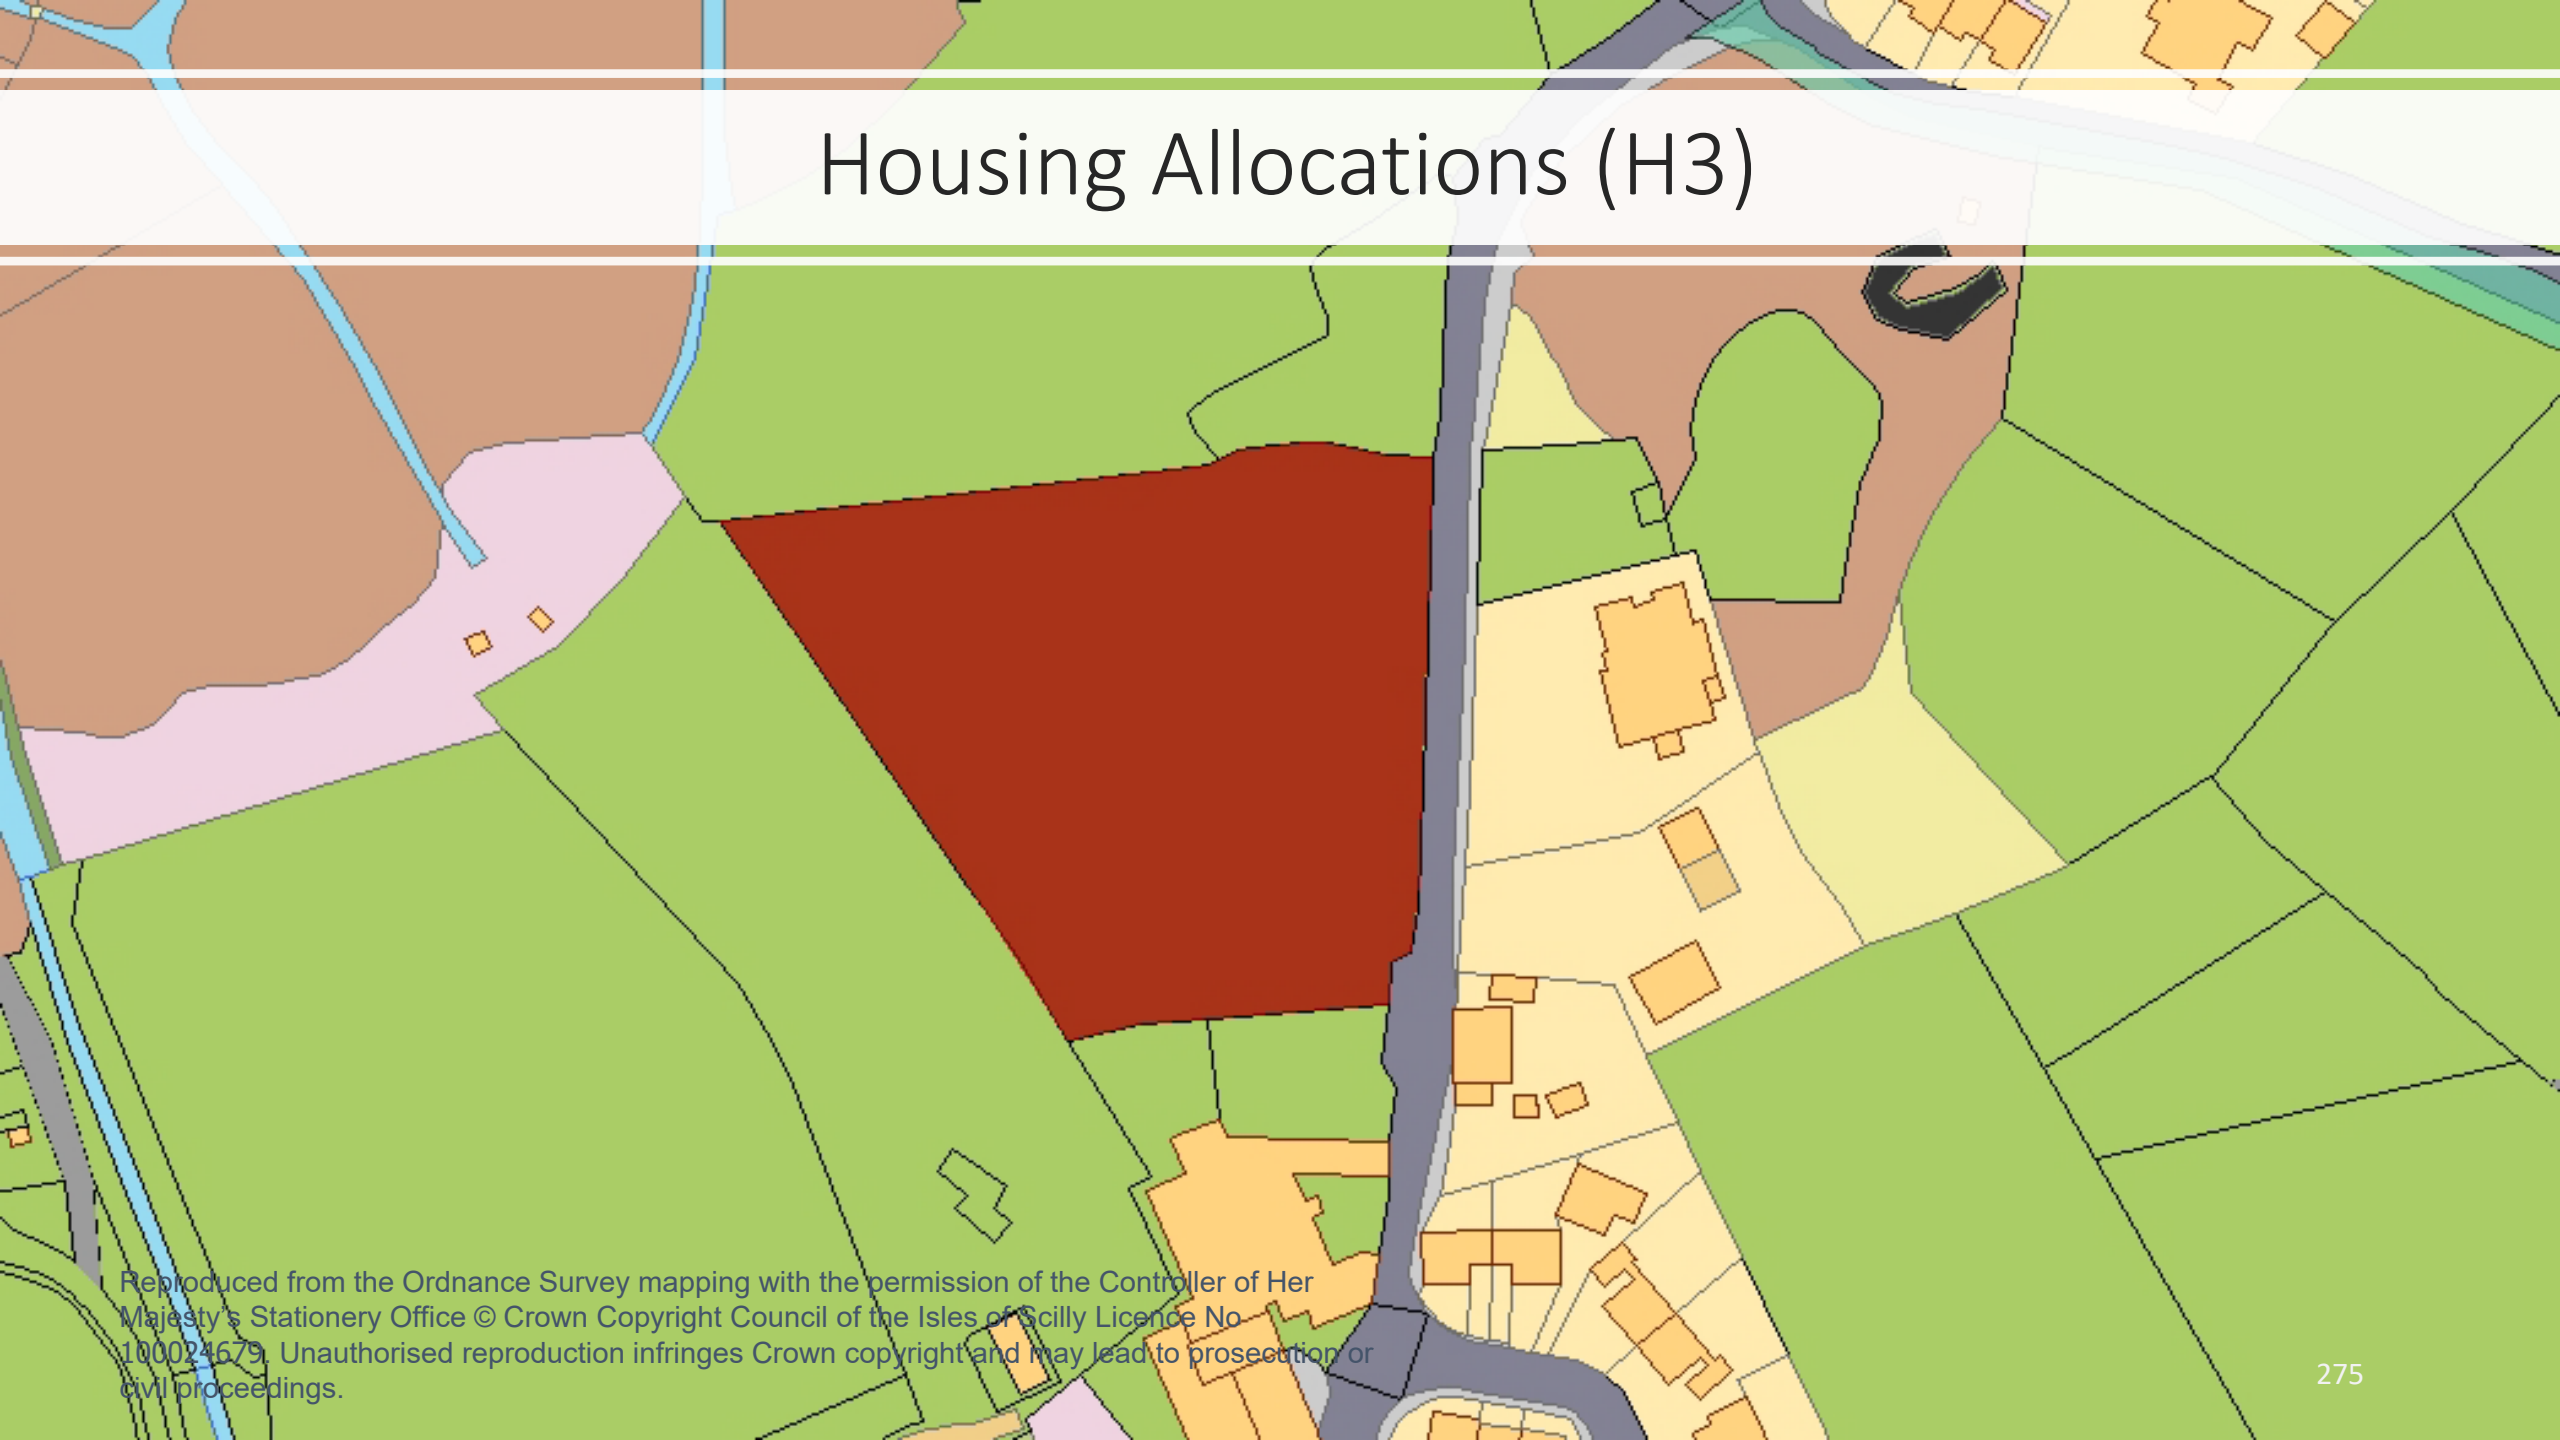 Housing Allocations (H3)
Reproduced from the Ordnance Survey mapping with the permission of the Controller of Her
Majesty's Stationery Office © Crown Copyright Council of the Isles of Scilly Licence No
100024679. Unauthorised reproduction infringes Crown copyright and may lead to prosecution or
civil proceedings.
275